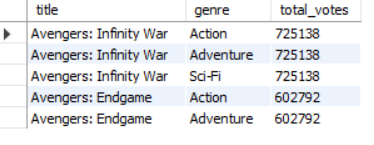 title genre total_votes
Avengers: Infinity War Action 725138
Avengers: Infinity War Adventure 725138
Avengers: Infinity War Sci-Fi 725138
Avengers: Endgame Action 602792
Avengers: Endgame Adventure 602792